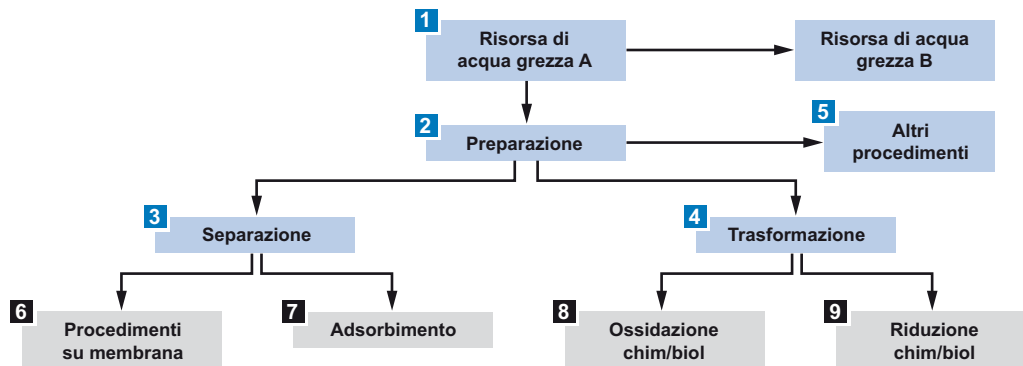 1
Risorsa di
acqua grezza A
Risorsa di acqua
grezza B
2
Preparazione
5
Altri
procedimenti
3
Separazione
4
Trasformazione
6
Procedimenti
su membrana
7
Adsorbimento
8
Ossidazione
chim/biol
9
Riduzione
chim/biol